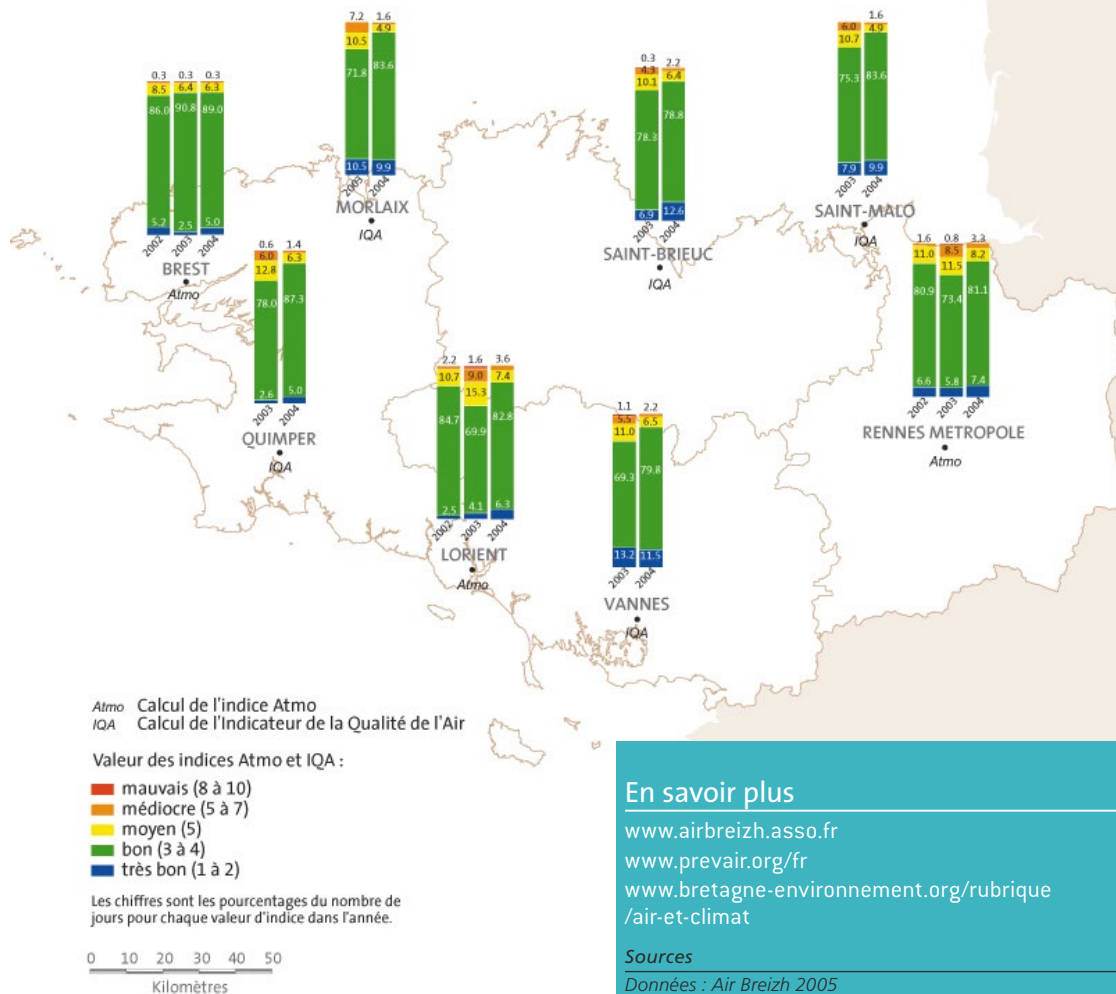 7.2 1.6
10.5 4.9
71.8 83.6
10.5 9.9
2003 2004
MORLAIX
IQA
1.6
6.0 4.9
10.7
75.3 83.6
7.9 9.9
2003 2004
SAINT-MALO
IQA
0.3 2.2
4.3 6.4
10.1
78.3 78.8
6.9 12.6
2003 2004
SAINT-BRIEUC
IQA
0.3 0.3 0.3
8.5 6.4 6.3
86.0 90.8 89.0
5.2 2.5 5.0
2002 2003 2004
BREST
Atmo
0.6 1.4
6.0 6.3
12.8
78.0 87.3
2.6 5.0
2003 2004
QUIMPER
IQA
1.6 0.8 3.3
11.0 8.5 8.2
11.5
80.9 73.4 81.1
6.6 5.8 7.4
2002 2003 2004
RENNES METROPOLE
Atmo
2.2 1.6 3.6
10.7 9.0 7.4
15.3
84.7 69.9 82.8
2.5 4.1 6.3
2002 2003 2004
LORIENT
Atmo
1.1 2.2
5.5 6.5
11.0
69.3 79.8
13.2 11.5
2003 2004
VANNES
IQA
Atmo Calcul de l'indice Atmo
IQA Calcul de l'Indicateur de la Qualité de l'Air
Valeur des indices Atmo et IQA :
mauvais (8 à 10)
médiocre (5 à 7)
moyen (5)
bon (3 à 4)
très bon (1 à 2)
Les chiffres sont les pourcentages du nombre de
jours pour chaque valeur d'indice dans l'année.
0 10 20 30 40 50
Kilomètres
En savoir plus
www.airbreizh.asso.fr
www.prevair.org/fr
www.bretagne-environnement.org/rubrique
/air-et-climat
Sources
Données : Air Breizh 2005